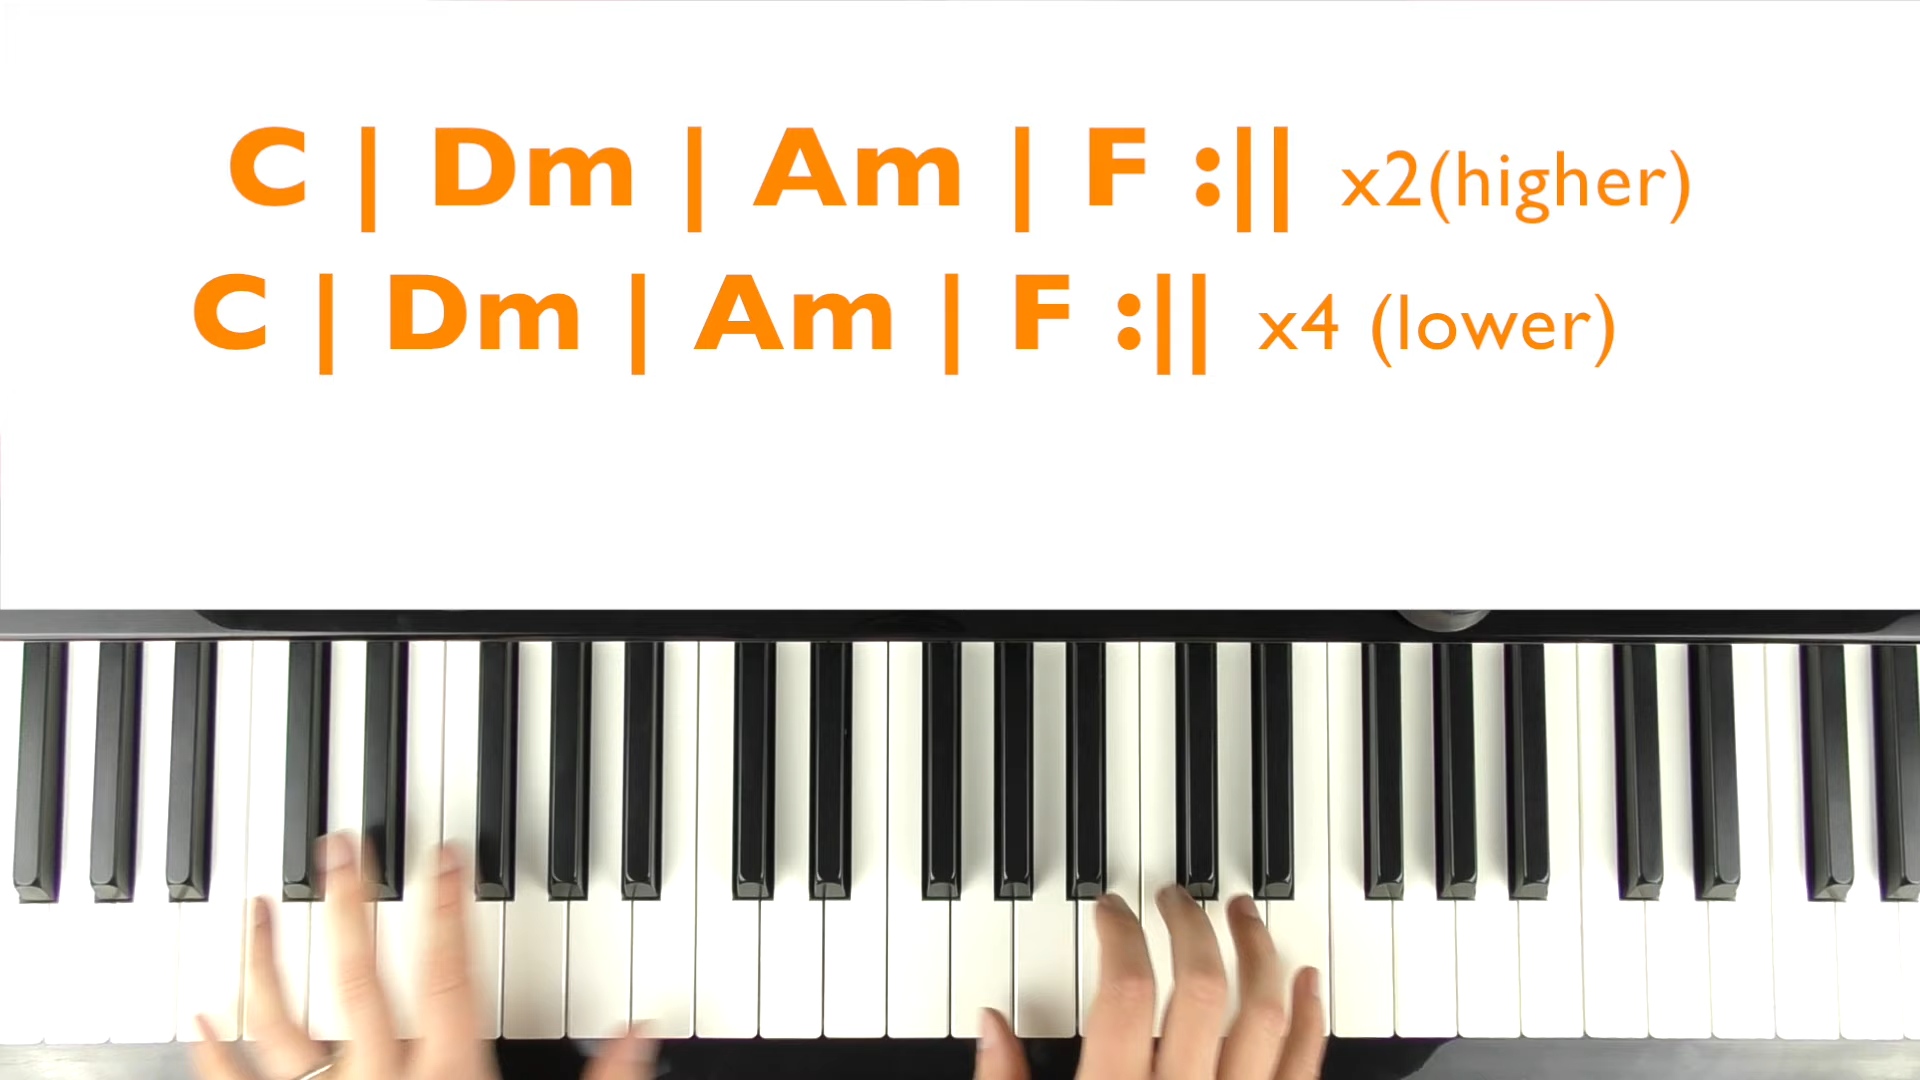 C | Dm | Am | F :|| x2(higher)
C | Dm | Am | F :|| x4 (lower)